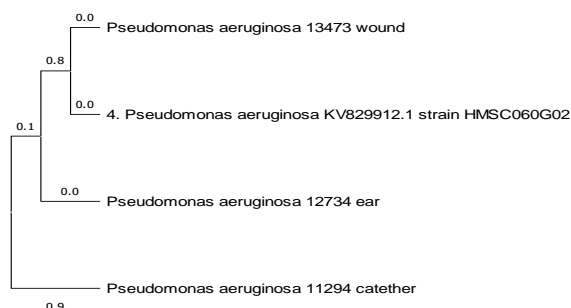 0.0
Pseudomonas aeruginosa 13473 wound
0.8
0.0
4. Pseudomonas aeruginosa KV829912.1 strain HMSC060G02
0.1
0.0
Pseudomonas aeruginosa 12734 ear
Pseudomonas aeruginosa 11294 catether
0.9